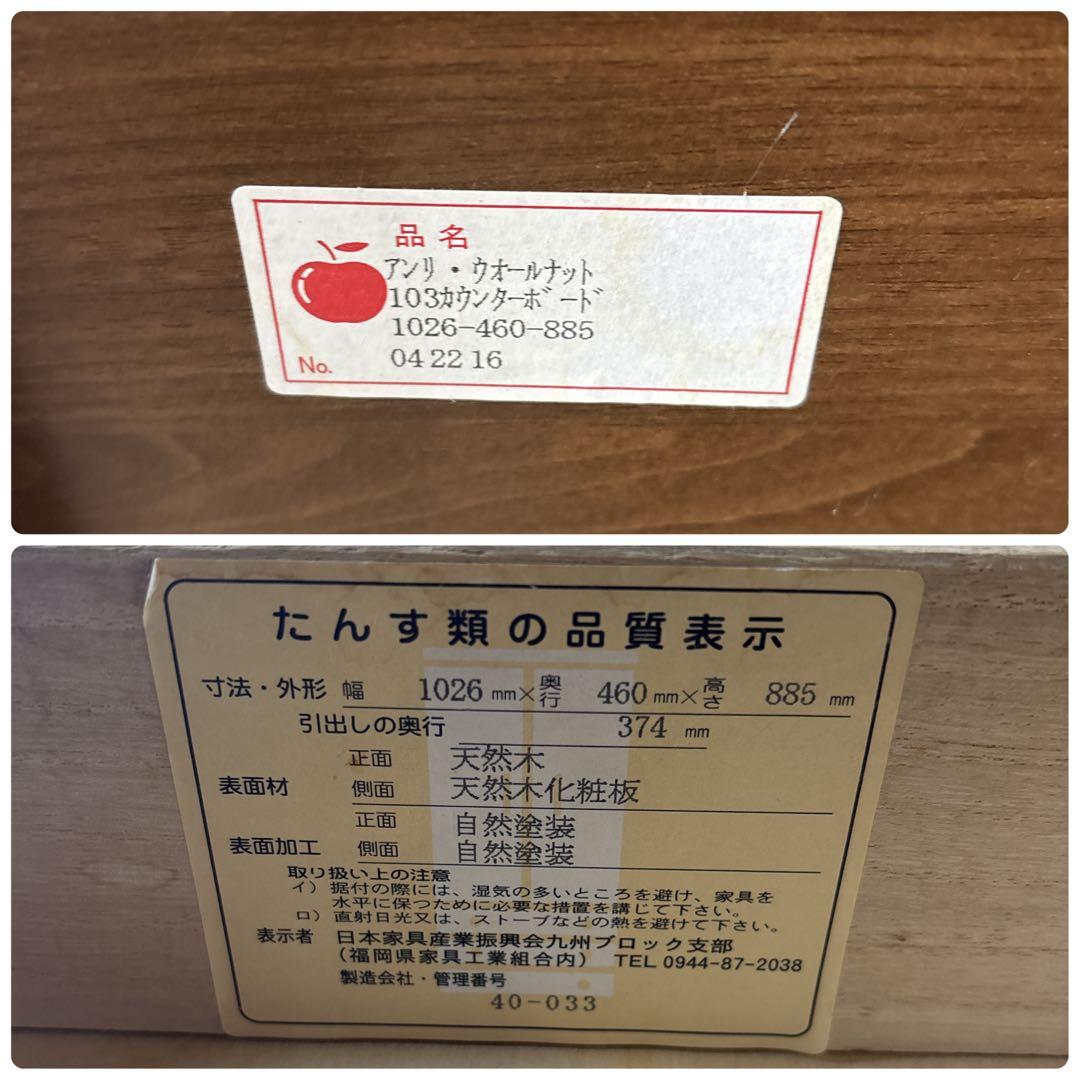 品名
アンリ・ウオールナット
103カウンターボード
1026-460-885
No. 04 22 16
たんす類の品質表示
寸法・外形 幅 1026 mm×奥行 460 mm×高さ 885 mm
引出しの奥行 374 mm
表面材 正面 天然木
側面 天然木化粧板
表面加工 正面 自然塗装
側面 自然塗装
取り扱い上の注意
イ）据付の際には、湿気の多いところを避け、家具を
水平に保つために必要な措置を講じて下さい。
ロ）直射日光又は、ストーブなどの熱を避けて下さい。
表示者 日本家具産業振興会九州ブロック支部
（福岡県家具工業組合内） TEL 0944-87-2038
製造会社・管理番号
40-033